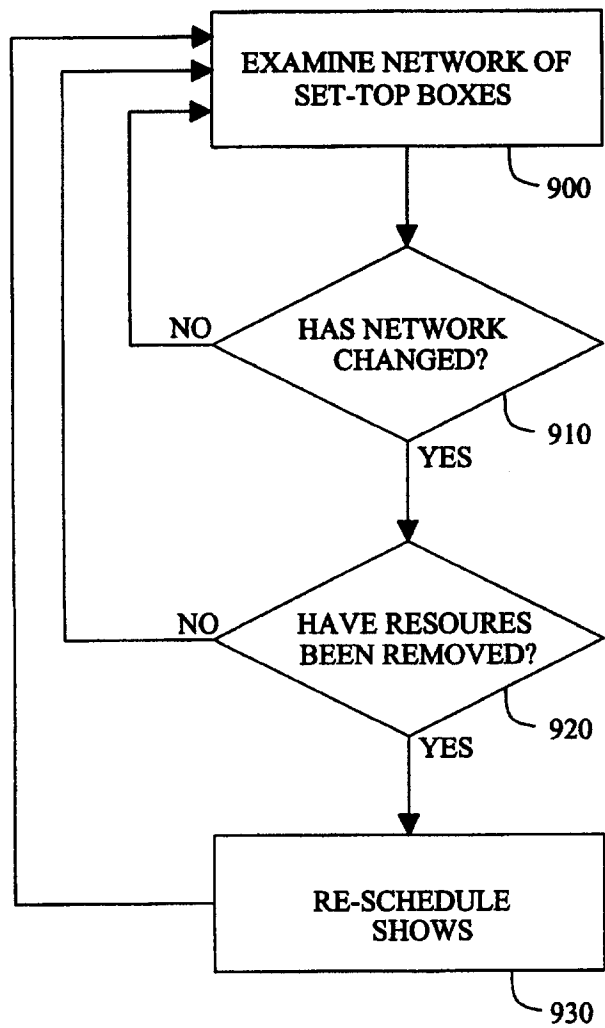 EXAMINE NETWORK OF
SET-TOP BOXES
900
NO
HAS NETWORK
CHANGED?
910
YES
NO
HAVE RESOURES
BEEN REMOVED?
920
YES
RE-SCHEDULE
SHOWS
930